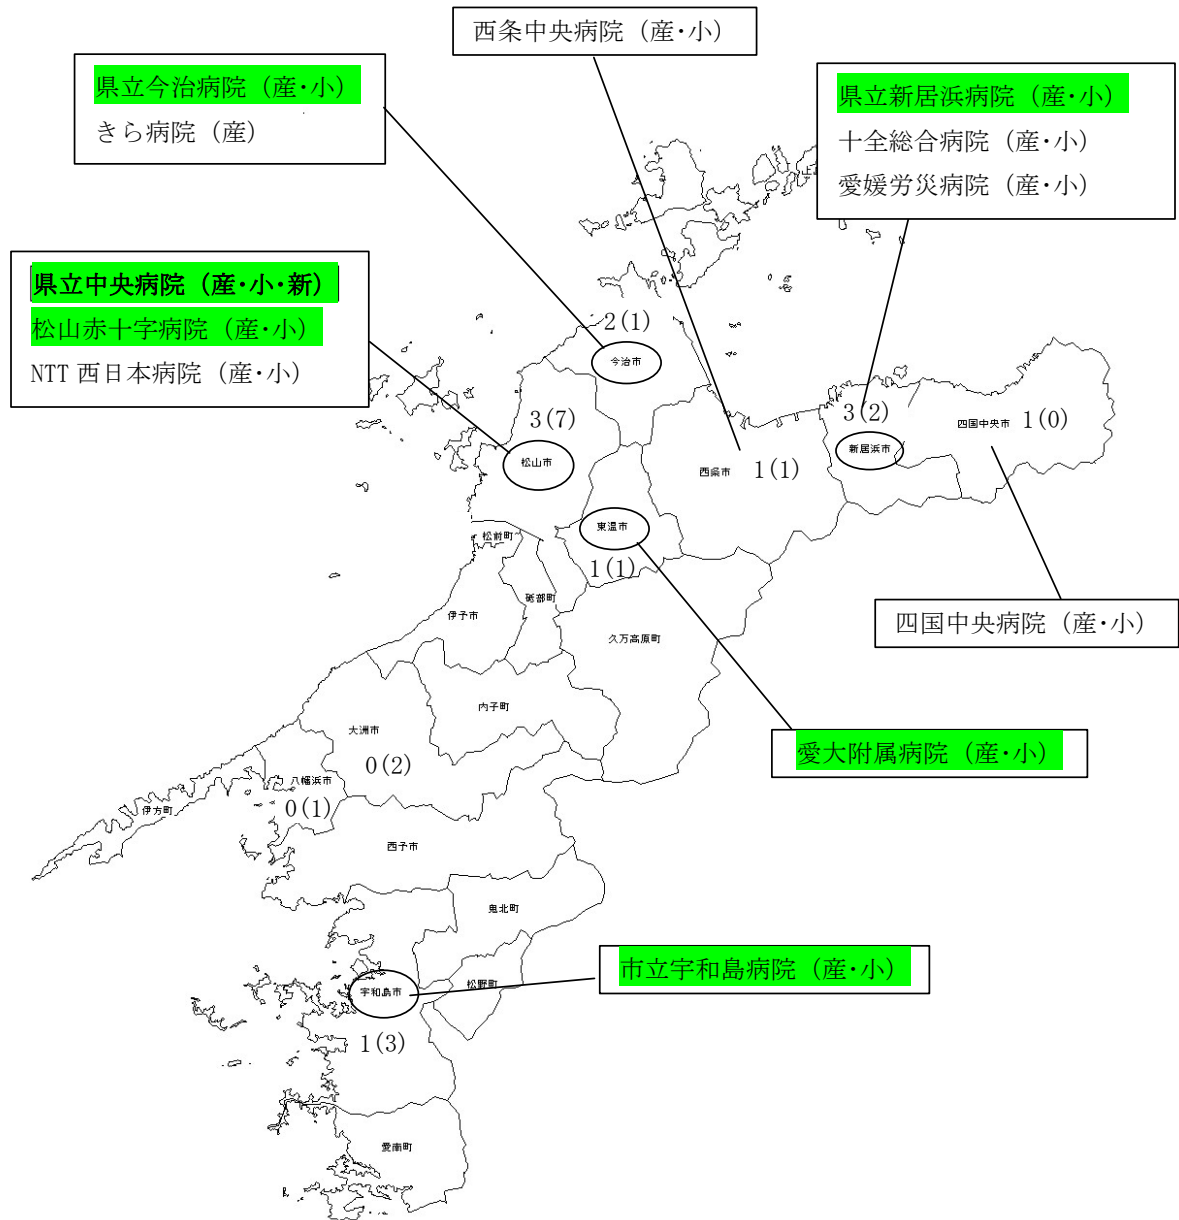 西条中央病院（産･小）
県立今治病院（産･小）
きら病院（産）
県立新居浜病院（産･小）
十全総合病院（産･小）
愛媛労災病院（産･小）
県立中央病院（産･小･新）
松山赤十字病院（産･小）
NTT 西日本病院（産･小）
2(1)
今治市
3(7)
松山市
3(2)
新居浜市
四国中央市
1(0)
西条市
1(1)
東温市
1(1)
松前町
砥部町
伊予市
久万高原町
四国中央病院（産･小）
内子町
大洲市
0(2)
愛大附属病院（産･小）
八幡浜市
0(1)
伊方町
西予市
鬼北町
市立宇和島病院（産･小）
松野町
宇和島市
1(3)
愛南町